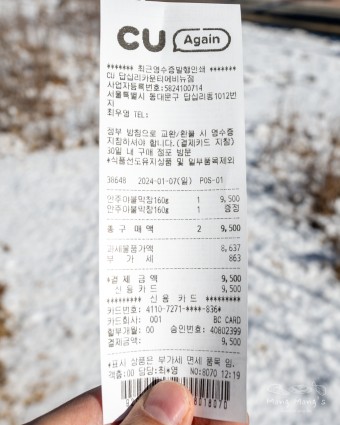 CU Again
******* 최근영수증발행인쇄 *******
CU 답십리카운티에비뉴점
사업자등록번호:5824100714
서울특별시 동대문구 답십리동1012번
지
최우영 TEL:
정부 방침으로 교환/환불 시 영수증
지참하셔야 합니다.(결제카드 지참)
30일 내 구매 점포 방문
*식품선도유지상품 및 일부품목제외
38648 2024-01-07(일) POS-01
안주야불막창160g 1 9,500
안주야불막창160g 1 증정
총 구 매 액 2 9,500
과세물품가액 8,637
부 가 세 863
*결 제 금 액 9,500
신 용 카 드 9,500
******** 신 용 카 드 ********
카드번호: 4110-7271-****-836*
카드회사: 001 BC CARD
할부개월: 00 승인번호: 40802399
결제금액: 9,500
*표시 상품은 부가세 면세 품목 임.
객층:00 담당:최*영 NO:8070 12:19